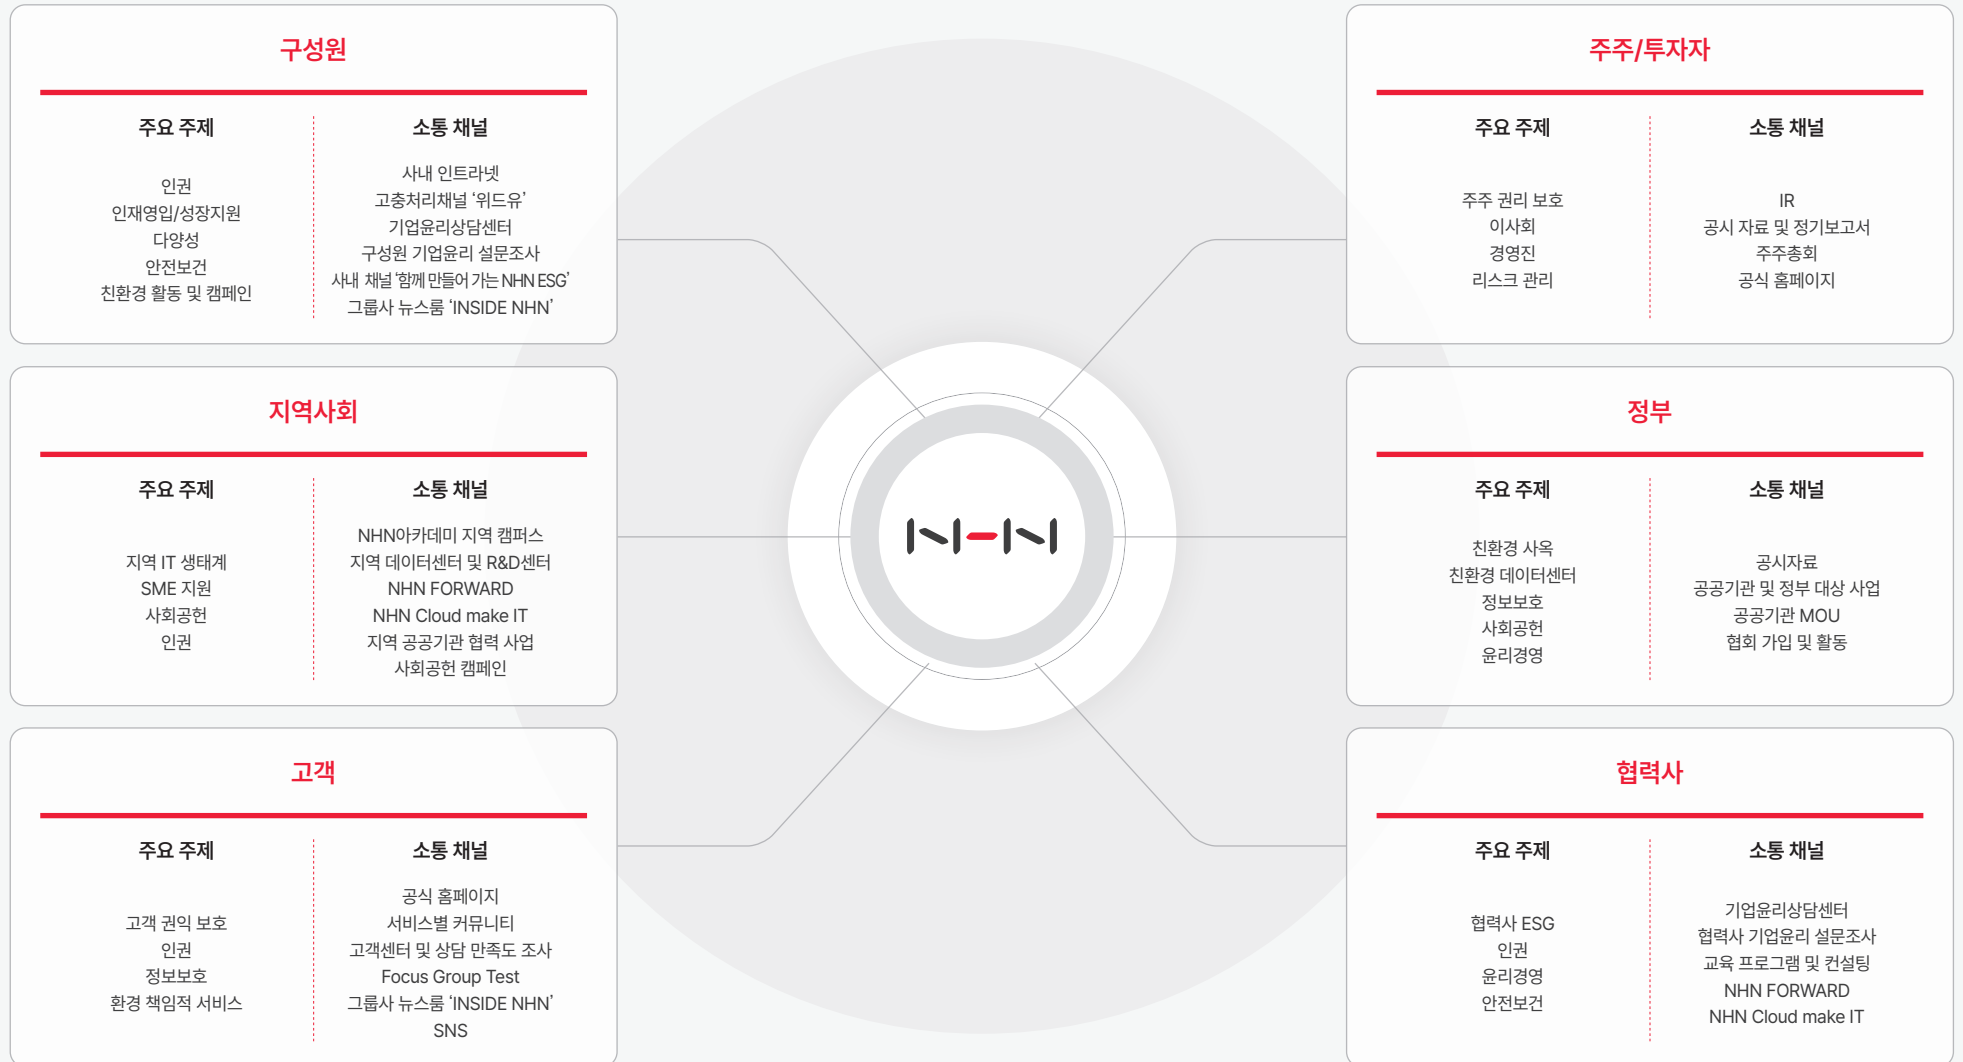 구성원
주요 주제
인권
인재영입/성장지원
다양성
안전보건
친환경 활동 및 캠페인
소통 채널
사내 인트라넷
고충처리채널 ‘위드유’
기업윤리상담센터
구성원 기업윤리 설문조사
사내 채널 ‘함께 만들어 가는 NHN ESG’
그룹사 뉴스룸 ‘INSIDE NHN’
지역사회
주요 주제
지역 IT 생태계
SME 지원
사회공헌
인권
소통 채널
NHN아카데미 지역 캠퍼스
지역 데이터센터 및 R&D센터
NHN FORWARD
NHN Cloud make IT
지역 공공기관 협력 사업
사회공헌 캠페인
고객
주요 주제
고객 권익 보호
인권
정보보호
환경 책임적 서비스
소통 채널
공식 홈페이지
서비스별 커뮤니티
고객센터 및 상담 만족도 조사
Focus Group Test
그룹사 뉴스룸 ‘INSIDE NHN’
SNS
NHN
주주/투자자
주요 주제
주주 권리 보호
이사회
경영진
리스크 관리
소통 채널
IR
공시 자료 및 정기보고서
주주총회
공식 홈페이지
정부
주요 주제
친환경 사옥
친환경 데이터센터
정보보호
사회공헌
윤리경영
소통 채널
공시자료
공공기관 및 정부 대상 사업
공공기관 MOU
협회 가입 및 활동
협력사
주요 주제
협력사 ESG
인권
윤리경영
안전보건
소통 채널
기업윤리상담센터
협력사 기업윤리 설문조사
교육 프로그램 및 컨설팅
NHN FORWARD
NHN Cloud make IT